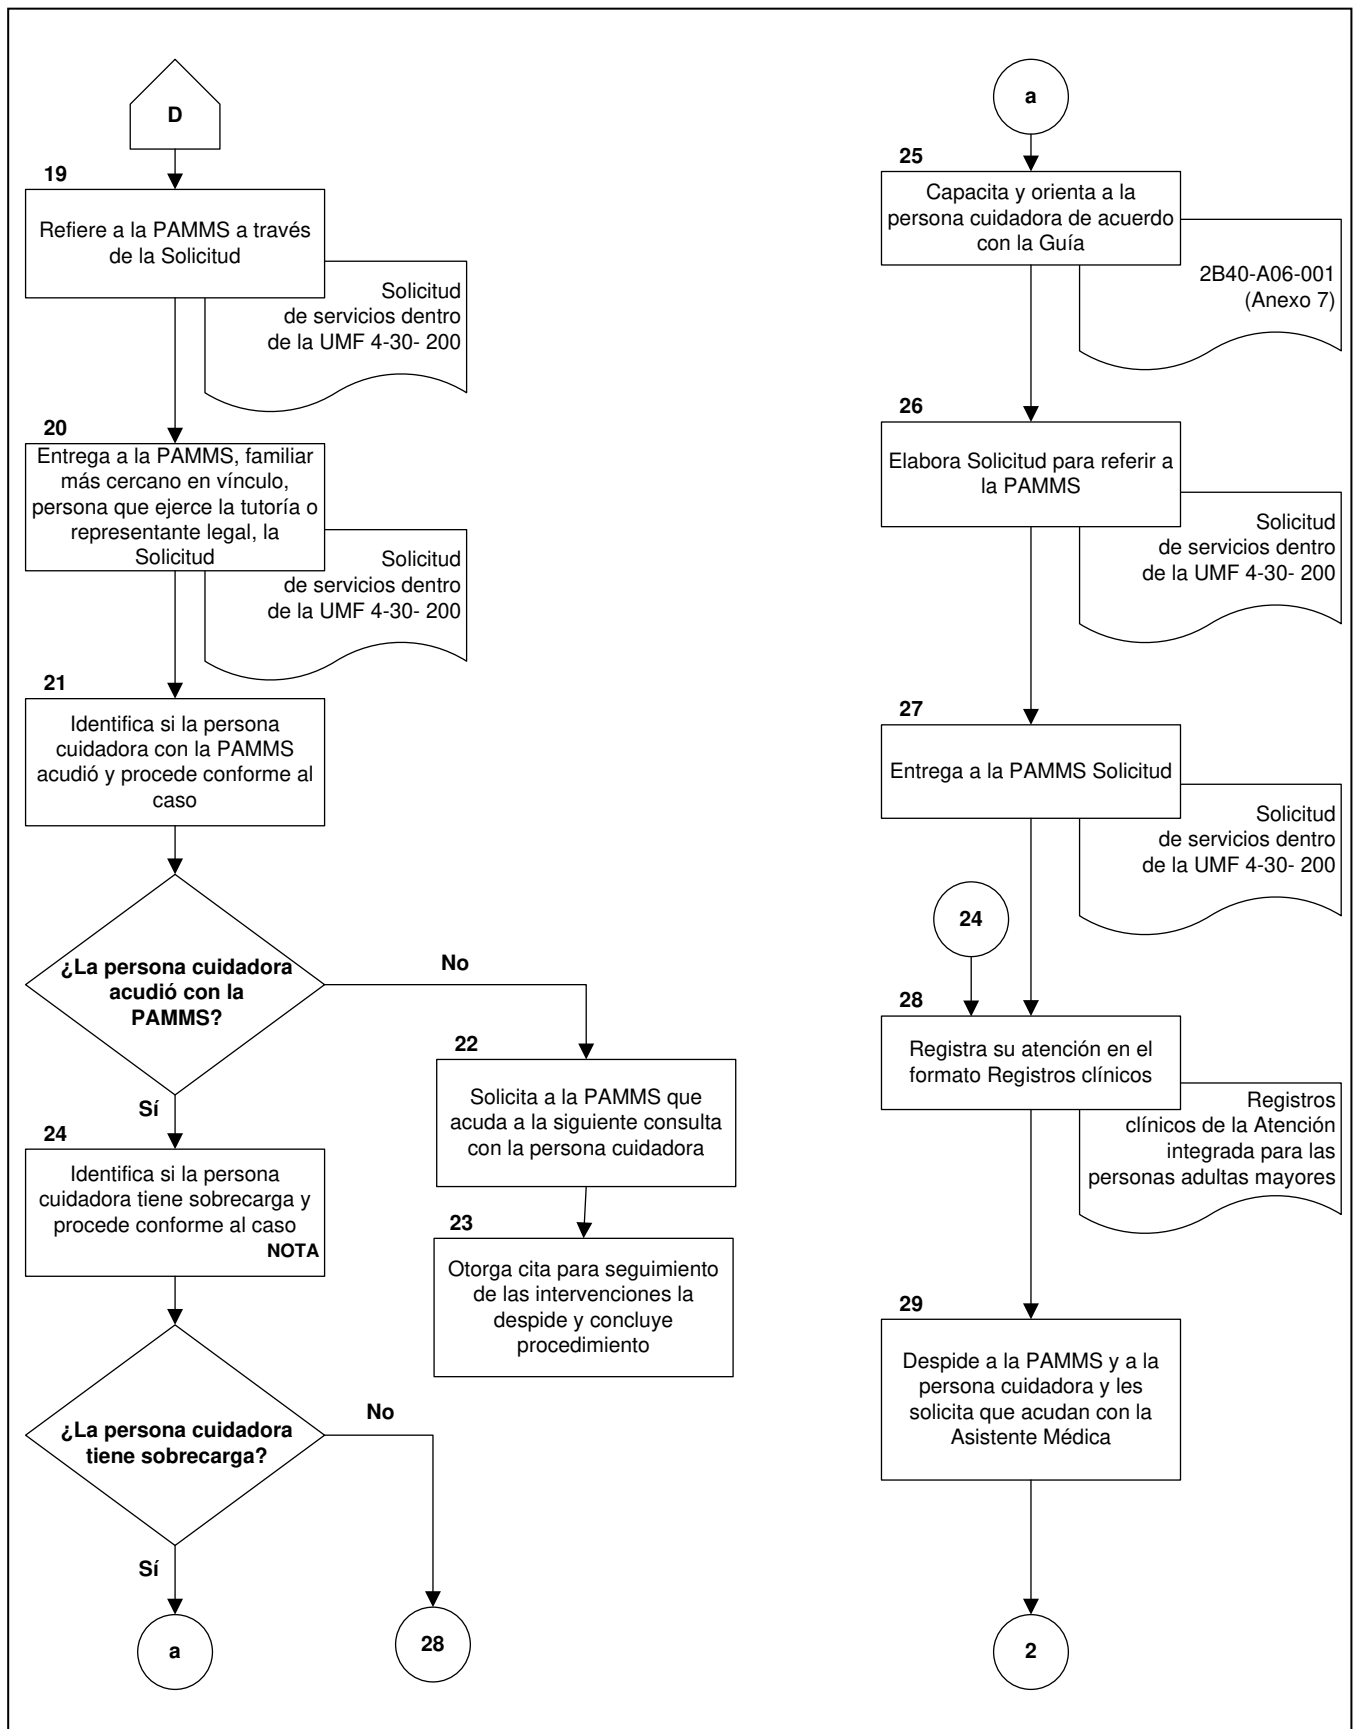 D
19
Refiere a la PAMMS a través
de la Solicitud
Solicitud
de servicios dentro
de la UMF 4-30- 200
20
Entrega a la PAMMS, familiar
más cercano en vínculo,
persona que ejerce la tutoría o
representante legal, la
Solicitud
Solicitud
de servicios dentro
de la UMF 4-30- 200
21
Identifica si la persona
cuidadora con la PAMMS
acudió y procede conforme al
caso
¿La persona cuidadora
acudió con la
PAMMS?
No
Sí
22
Solicita a la PAMMS que
acuda a la siguiente consulta
con la persona cuidadora
23
Otorga cita para seguimiento
de las intervenciones la
despide y concluye
procedimiento
24
Identifica si la persona
cuidadora tiene sobrecarga y
procede conforme al caso
NOTA
¿La persona cuidadora
tiene sobrecarga?
No
Sí
a
28
a
25
Capacita y orienta a la
persona cuidadora de acuerdo
con la Guía
2B40-A06-001
(Anexo 7)
26
Elabora Solicitud para referir a
la PAMMS
Solicitud
de servicios dentro
de la UMF 4-30- 200
27
Entrega a la PAMMS Solicitud
Solicitud
de servicios dentro
de la UMF 4-30- 200
24
28
Registra su atención en el
formato Registros clínicos
Registros
clínicos de la Atención
integrada para las
personas adultas mayores
29
Despide a la PAMMS y a la
persona cuidadora y les
solicita que acudan con la
Asistente Médica
2